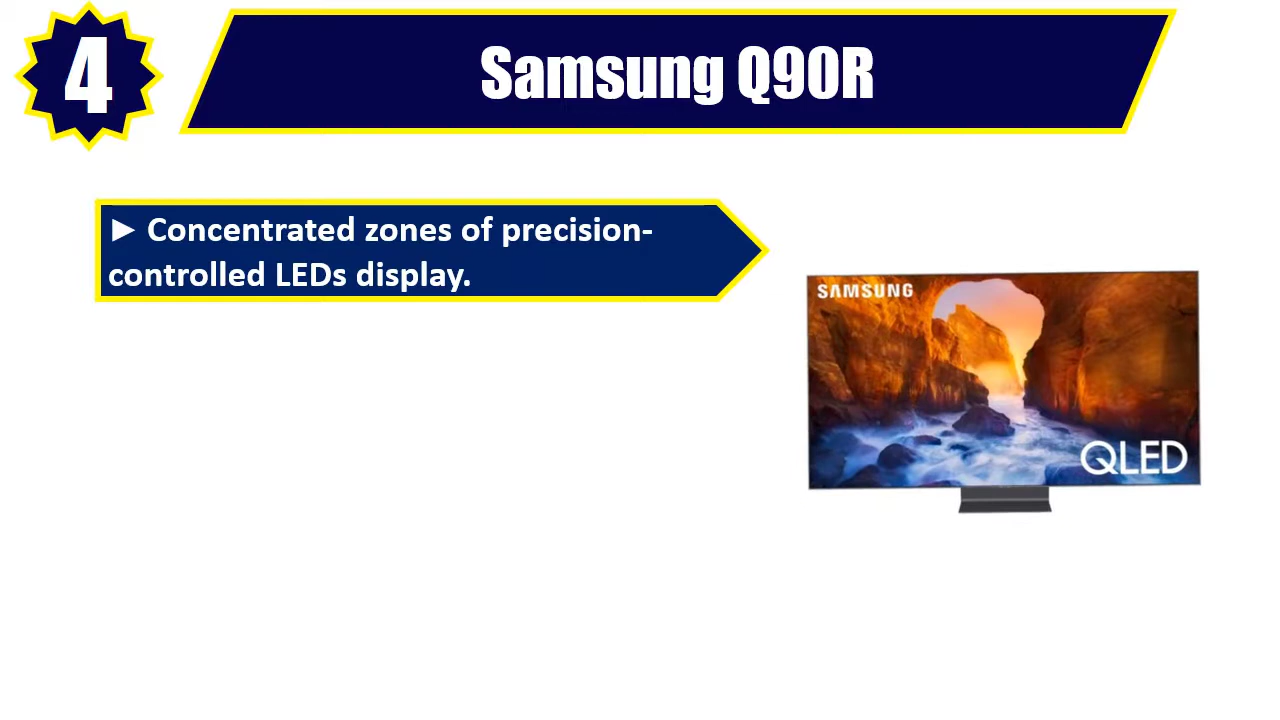 4
Samsung Q90R
► Concentrated zones of precision-
controlled LEDs display.
SAMSUNG
QLED